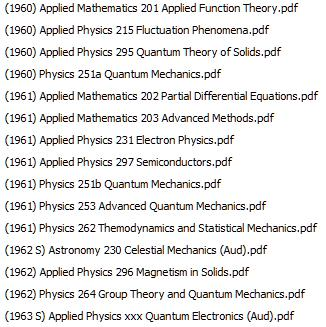 (1960) Applied Mathematics 201 Applied Function Theory.pdf
(1960) Applied Physics 215 Fluctuation Phenomena.pdf
(1960) Applied Physics 295 Quantum Theory of Solids.pdf
(1960) Physics 251a Quantum Mechanics.pdf
(1961) Applied Mathematics 202 Partial Differential Equations.pdf
(1961) Applied Mathematics 203 Advanced Methods.pdf
(1961) Applied Physics 231 Electron Physics.pdf
(1961) Applied Physics 297 Semiconductors.pdf
(1961) Physics 251b Quantum Mechanics.pdf
(1961) Physics 253 Advanced Quantum Mechanics.pdf
(1961) Physics 262 Themodynamics and Statistical Mechanics.pdf
(1962 S) Astronomy 230 Celestial Mechanics (Aud).pdf
(1962) Applied Physics 296 Magnetism in Solids.pdf
(1962) Physics 264 Group Theory and Quantum Mechanics.pdf
(1963 S) Applied Physics xxx Quantum Electronics (Aud).pdf